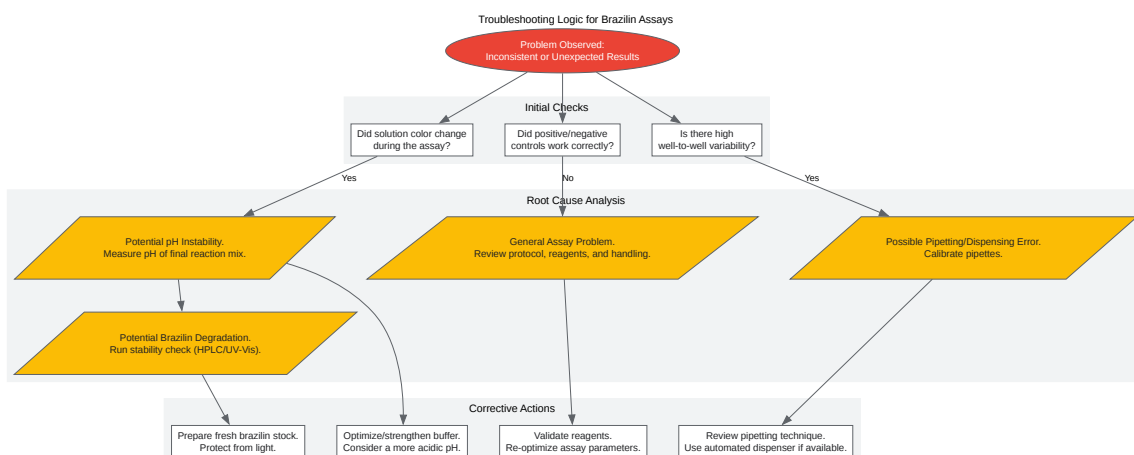 Troubleshooting Logic for Brazilin Assays
Problem Observed:
Inconsistent or Unexpected Results
Initial Checks
Did solution color change
during the assay?
Did positive/negative
controls work correctly?
Is there high
well-to-well variability?
Yes
No
Yes
Root Cause Analysis
Potential pH Instability.
Measure pH of final reaction mix.
General Assay Problem.
Review protocol, reagents, and handling.
Possible Pipetting/Dispensing Error.
Calibrate pipettes.
Potential Brazilin Degradation.
Run stability check (HPLC/UV-Vis).
Corrective Actions
Prepare fresh brazilin stock.
Protect from light.
Optimize/strengthen buffer.
Consider a more acidic pH.
Validate reagents.
Re-optimize assay parameters.
Review pipetting technique.
Use automated dispenser if available.